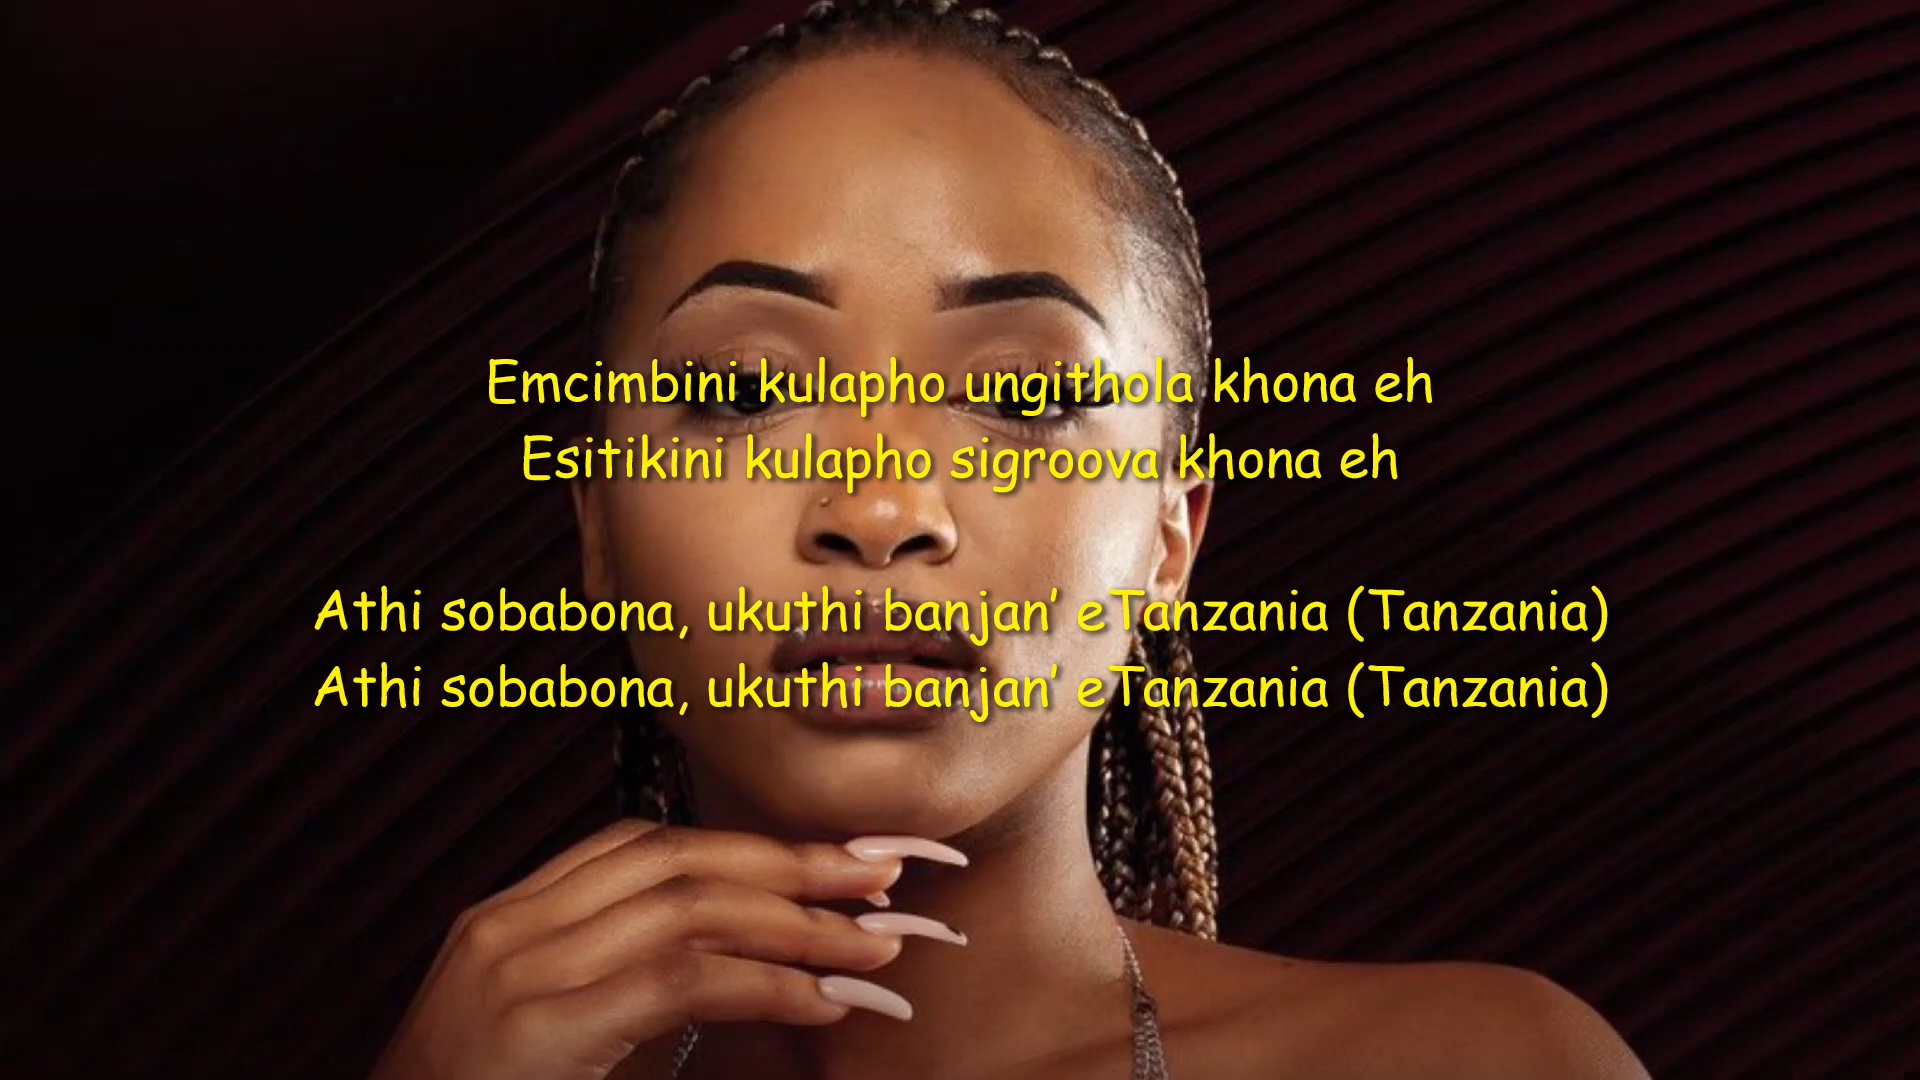 Emcimbini kulapho ungithola khona eh
Esitikini kulapho sigroova khona eh
Athi sobabona, ukuthi banjan’ eTanzania (Tanzania)
Athi sobabona, ukuthi banjan’ eTanzania (Tanzania)